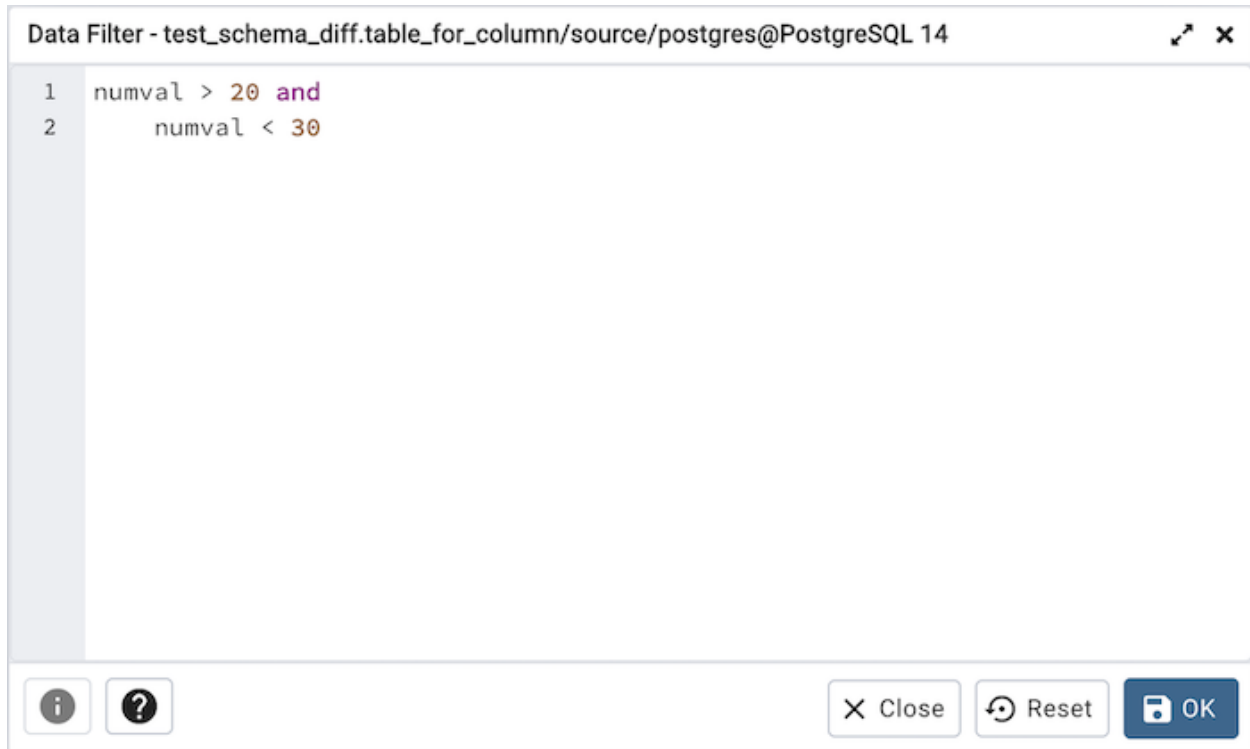 Data Filter - test_schema_diff.table_for_column/source/postgres@PostgreSQL 14
1 numval > 20 and
2     numval < 30
Close Reset OK